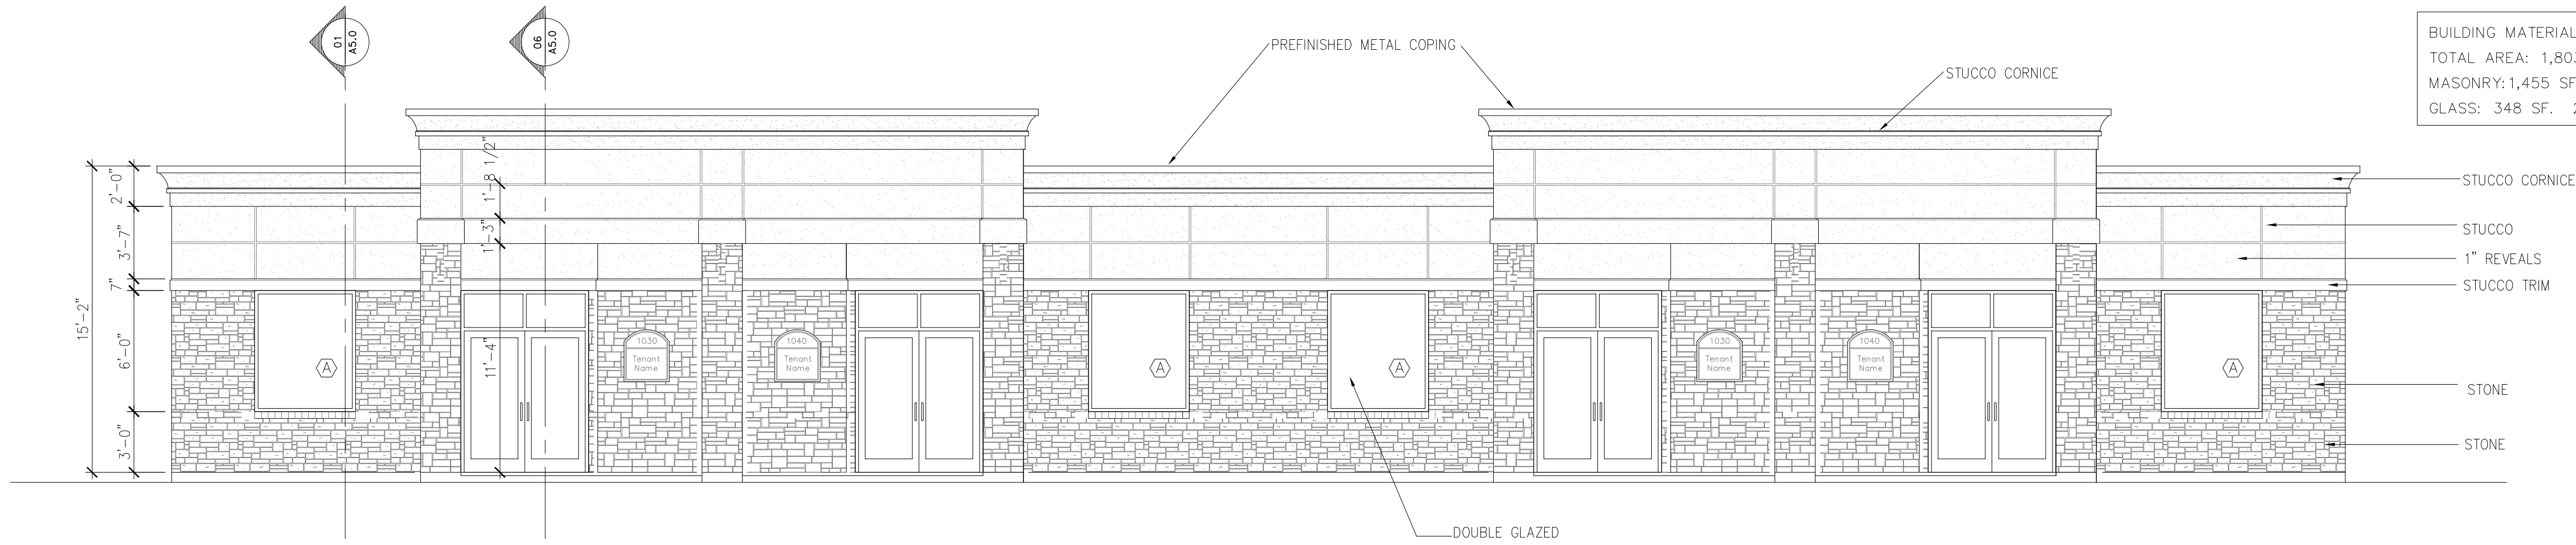 01
A5.0
06
A5.0
BUILDING MATERIAL
TOTAL AREA: 1,803
MASONRY: 1,455 SF
GLASS: 348 SF.
PREFINISHED METAL COPING
STUCCO CORNICE
STUCCO CORNICE
STUCCO
1" REVEALS
STUCCO TRIM
STONE
STONE
DOUBLE GLAZED
15'-2"
2'-0"
3'-7"
7"
6'-0"
3'-0"
1'-8 1/2"
1'-3"
11'-4"
A
1030
Tenant
Name
1040
Tenant
Name
A
A
1030
Tenant
Name
1040
Tenant
Name
A